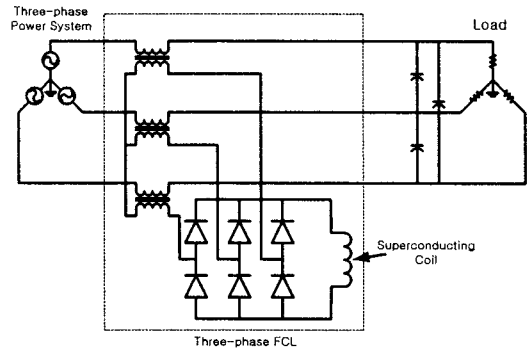 Three-phase
Power System
Load
Superconducting
Coil
Three-phase FCL